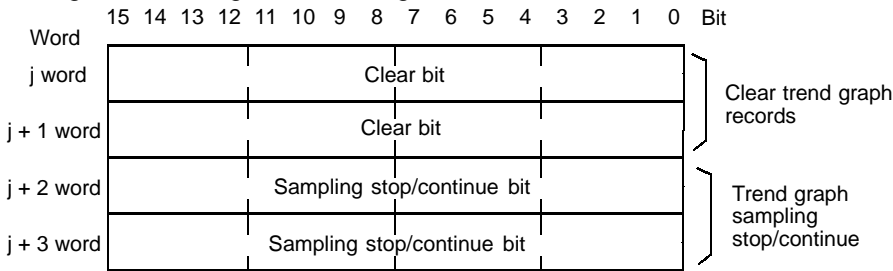 15 14 13 12 11 10 9 8 7 6 5 4 3 2 1 0 Bit
Word
j word Clear bit
j + 1 word Clear bit
Clear trend graph
records
j + 2 word Sampling stop/continue bit
j + 3 word Sampling stop/continue bit
Trend graph
sampling
stop/continue